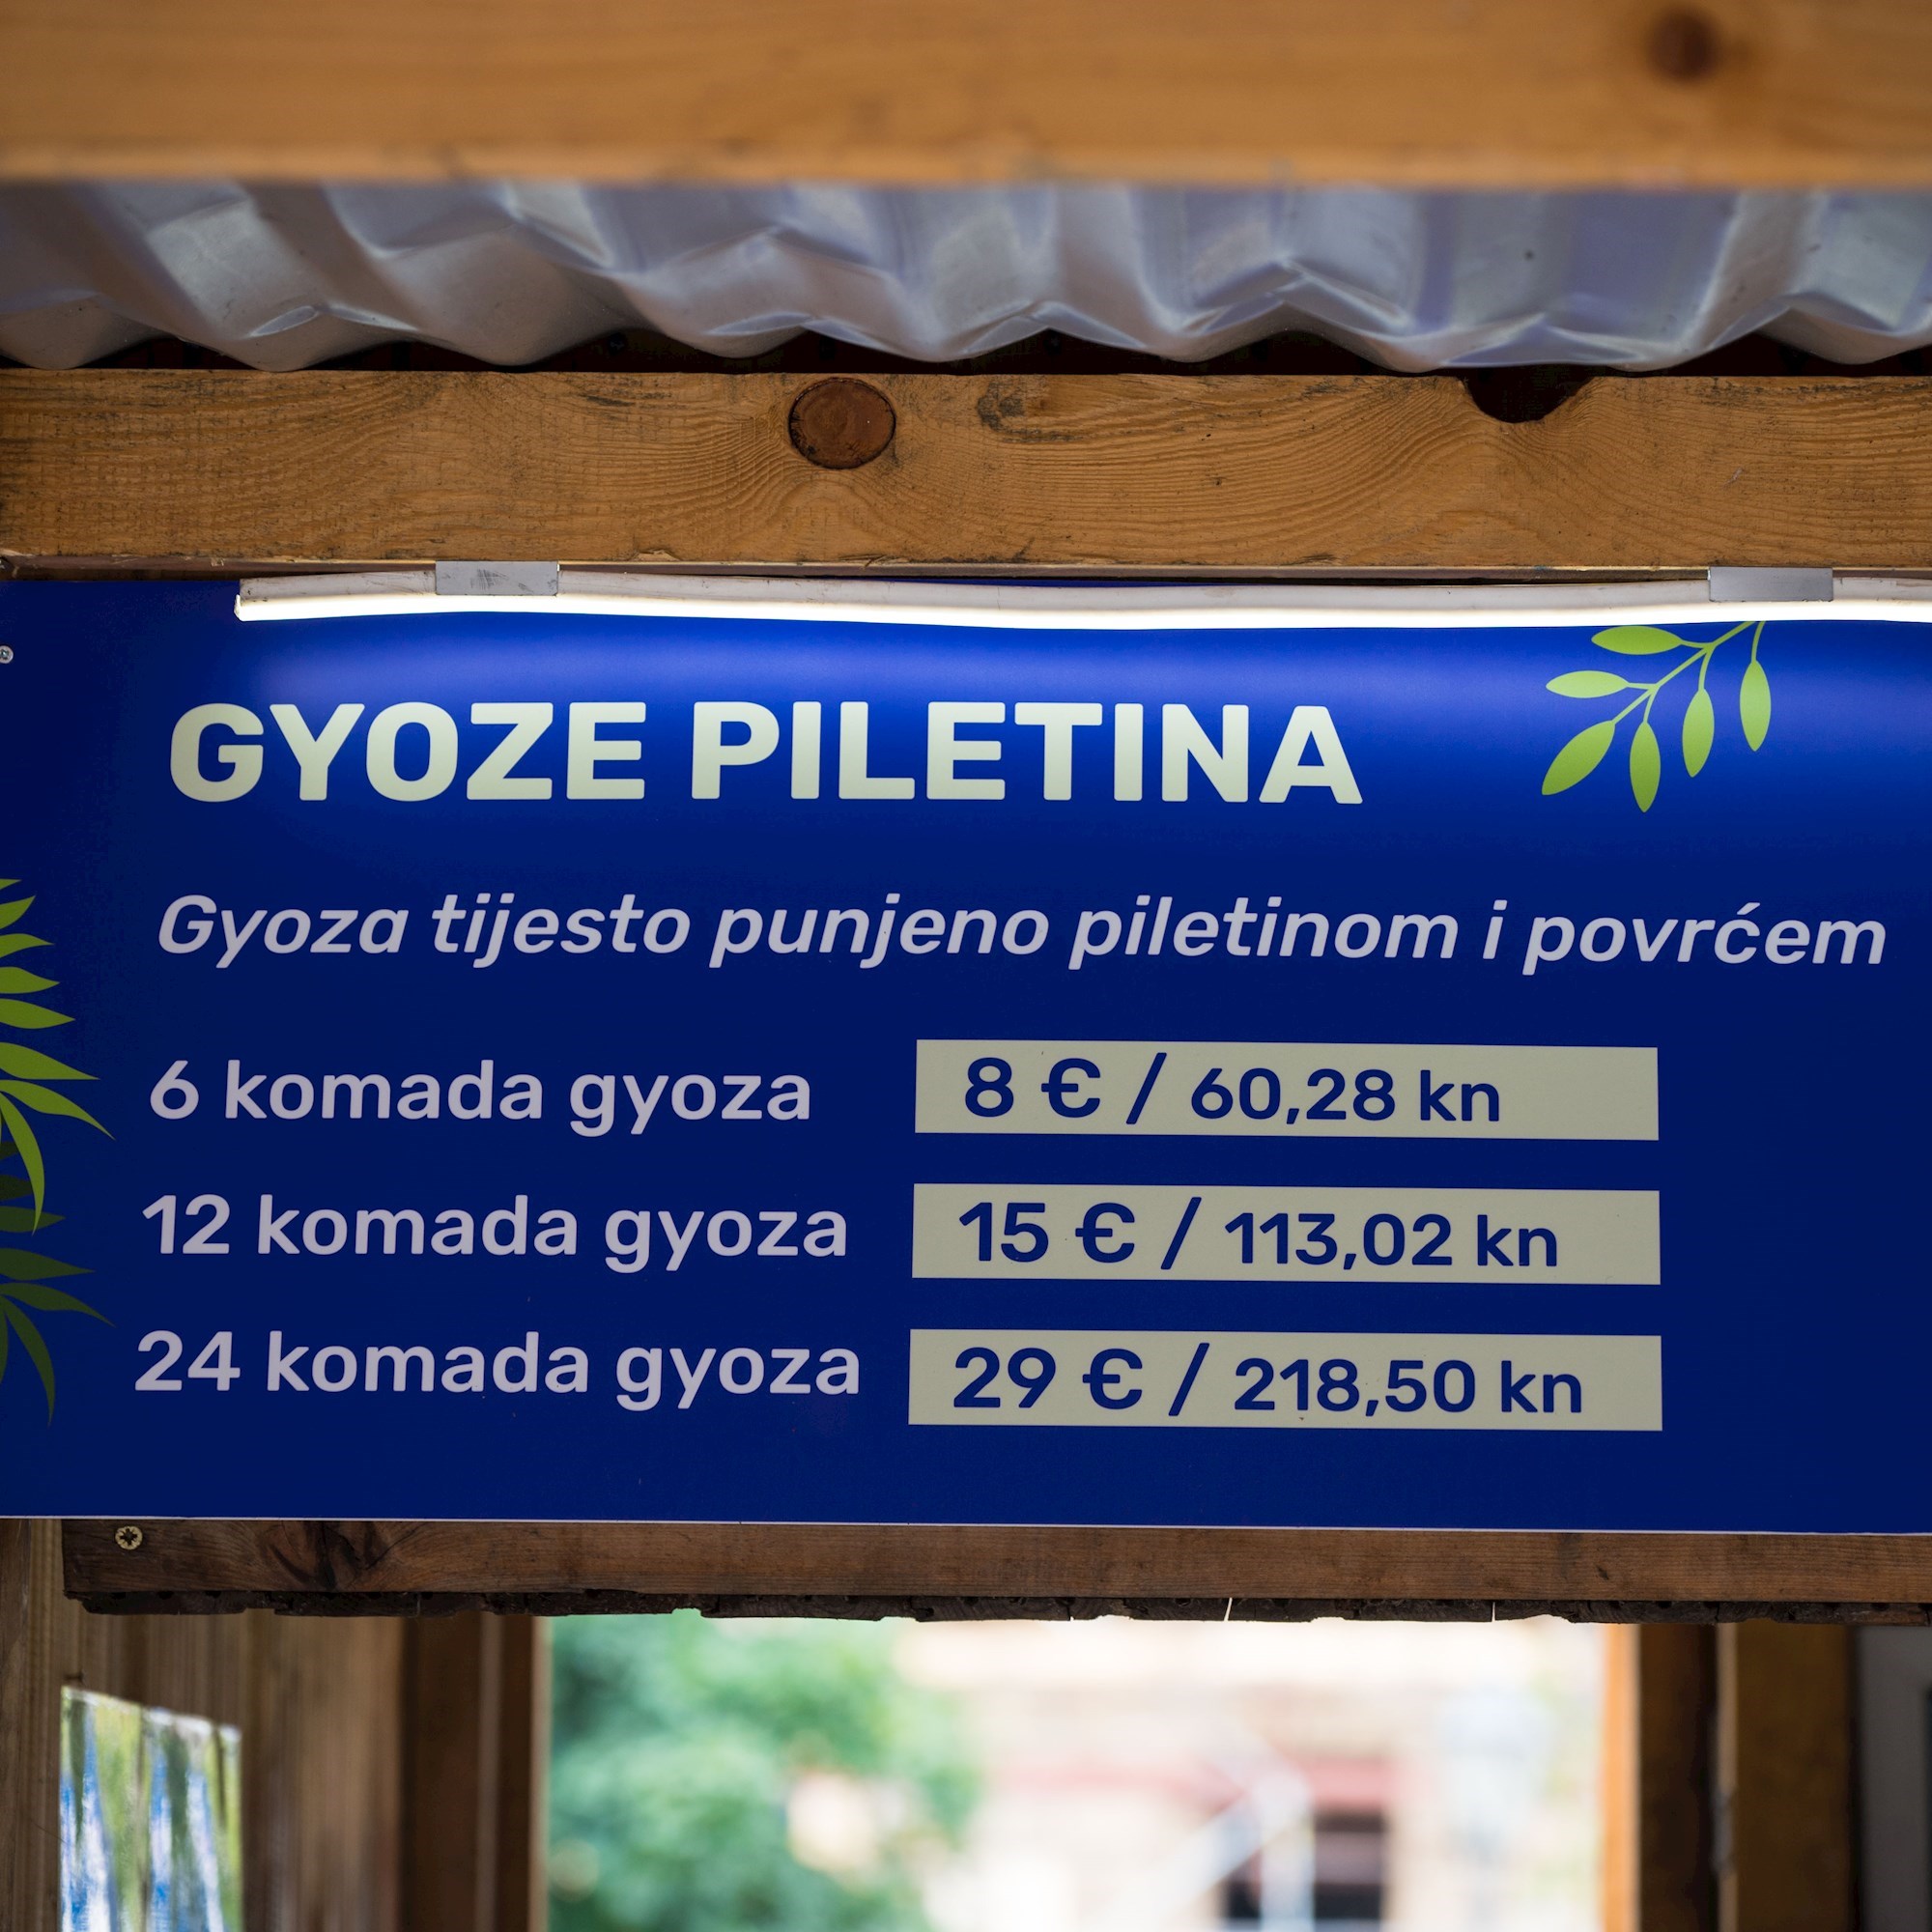 GYOZE PILETINA
Gyoza tijesto punjeno piletinom i povrćem
6 komada gyoza 8 € / 60,28 kn
12 komada gyoza 15 € / 113,02 kn
24 komada gyoza 29 € / 218,50 kn